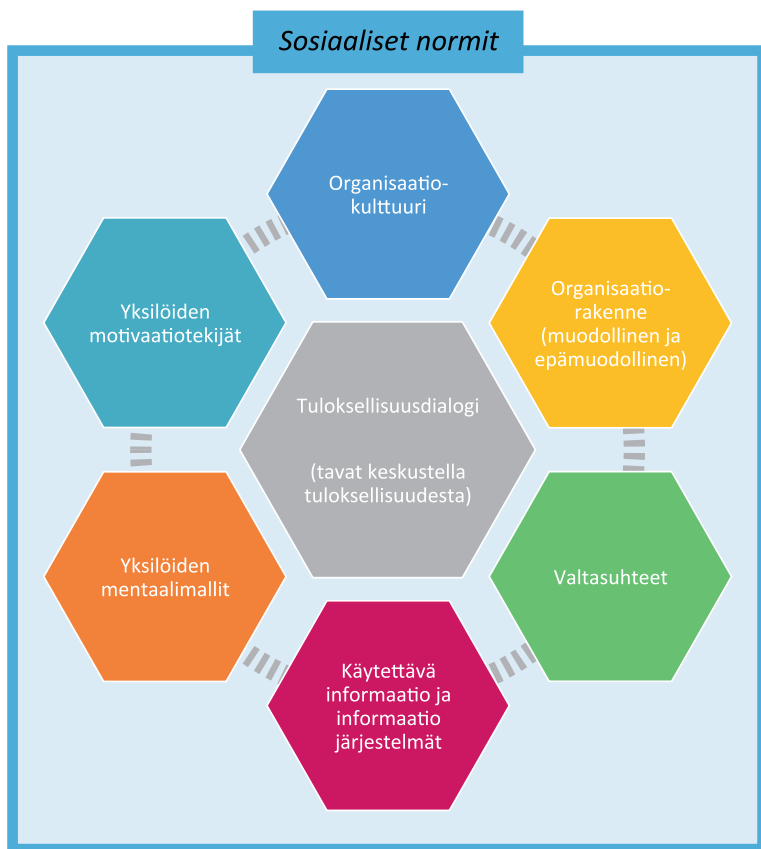 Sosiaaliset normit
Organisaatio-
kulttuuri
Organisaatio-
rakenne
(muodollinen ja
epämuodollinen)
Yksilöiden
motivaatiotekijät
Tuloksellisuusdialogi
(tavat keskustella
tuloksellisuudesta)
Yksilöiden
mentaalimallit
Valtasuhteet
Käytettävä
informaatio ja
informaatio
järjestelmät